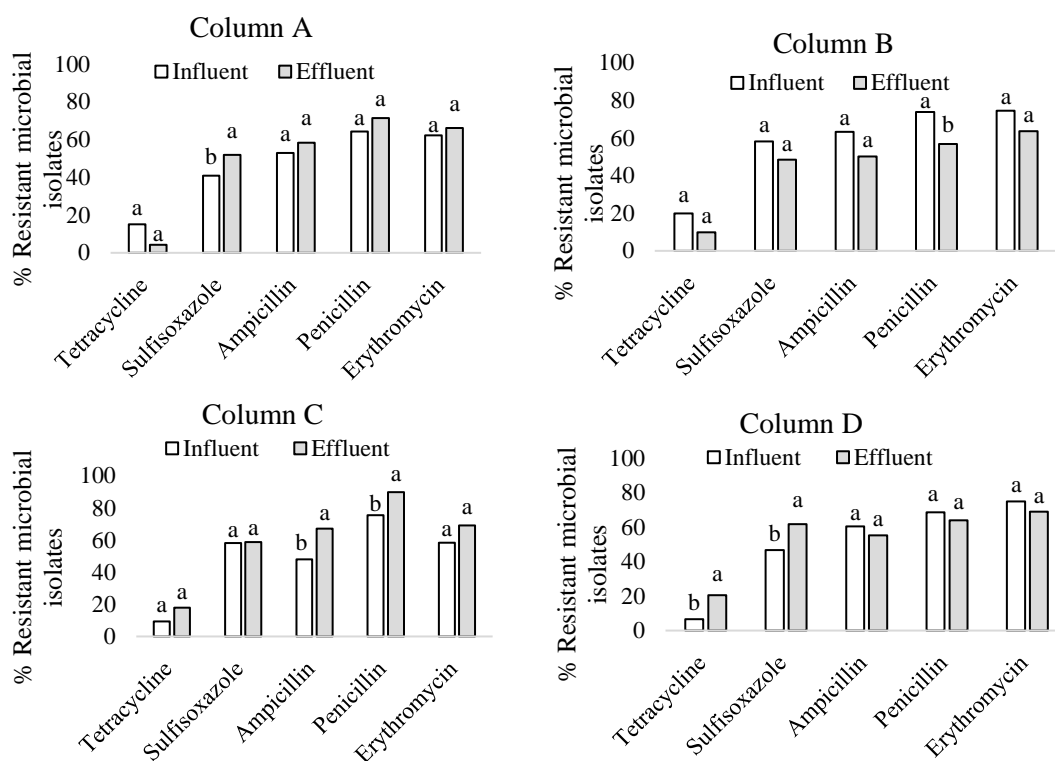 Column A
Influent Effluent
% Resistant microbial
isolates
100
80
60
40
20
0
a
a
b
a
a
a
a
a
a
a
Tetracycline
Sulfisoxazole
Ampicillin
Penicillin
Erythromycin
Column B
Influent Effluent
% Resistant microbial
isolates
100
80
60
40
20
0
a
a
a
a
a
a
a
b
a
a
Tetracycline
Sulfisoxazole
Ampicillin
Penicillin
Erythromycin
Column C
Influent Effluent
% Resistant microbial
isolates
100
80
60
40
20
0
a
a
a
a
b
a
b
a
a
a
Tetracycline
Sulfisoxazole
Ampicillin
Penicillin
Erythromycin
Column D
Influent Effluent
% Resistant microbial
isolates
100
80
60
40
20
0
b
a
b
a
a
a
a
a
a
a
Tetracycline
Sulfisoxazole
Ampicillin
Penicillin
Erythromycin